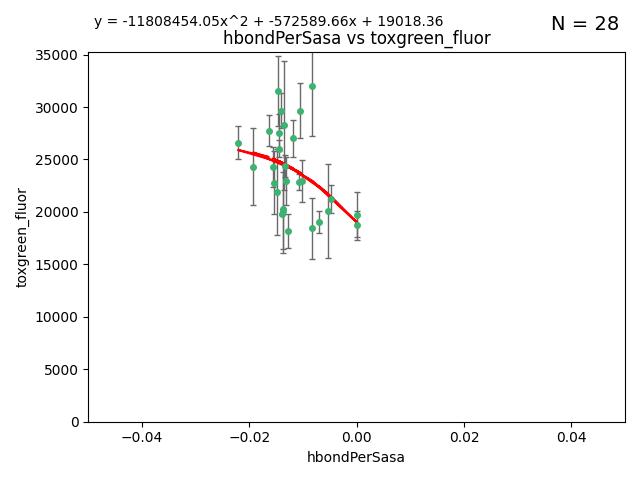 y = -11808454.05x^2 + -572589.66x + 19018.36
N = 28
hbondPerSasa vs toxgreen_fluor
toxgreen_fluor
35000
30000
25000
20000
15000
10000
5000
0
−0.04
−0.02
0.00
0.02
0.04
hbondPerSasa